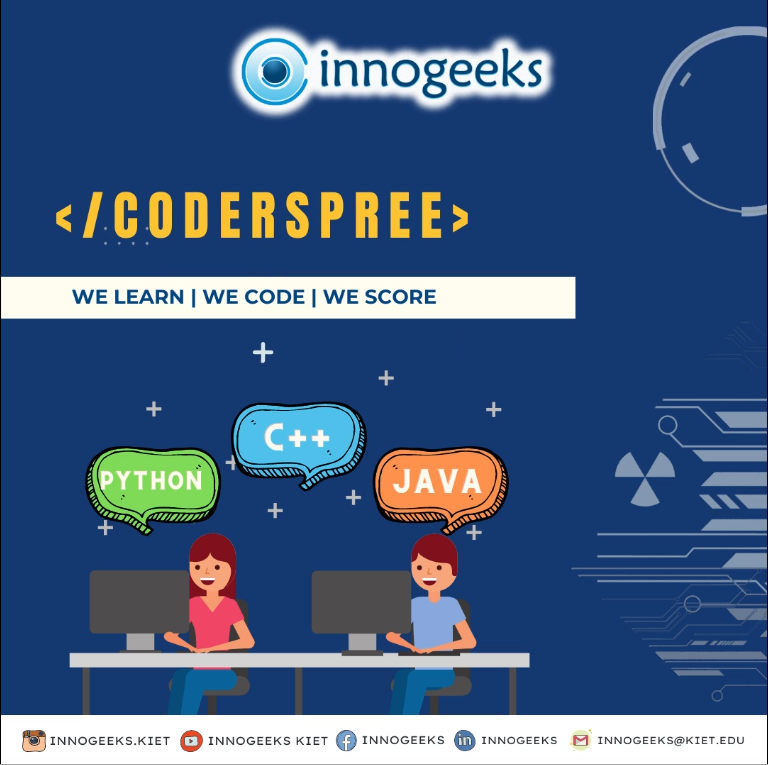 innogeeks
</CODERSPREE>
WE LEARN | WE CODE | WE SCORE
C++
PYTHON
JAVA
INNOGEEKS.KIET INNOGEEKS KIET INNOGEEKS INNOGEEKS INNOGEEKS@KIET.EDU